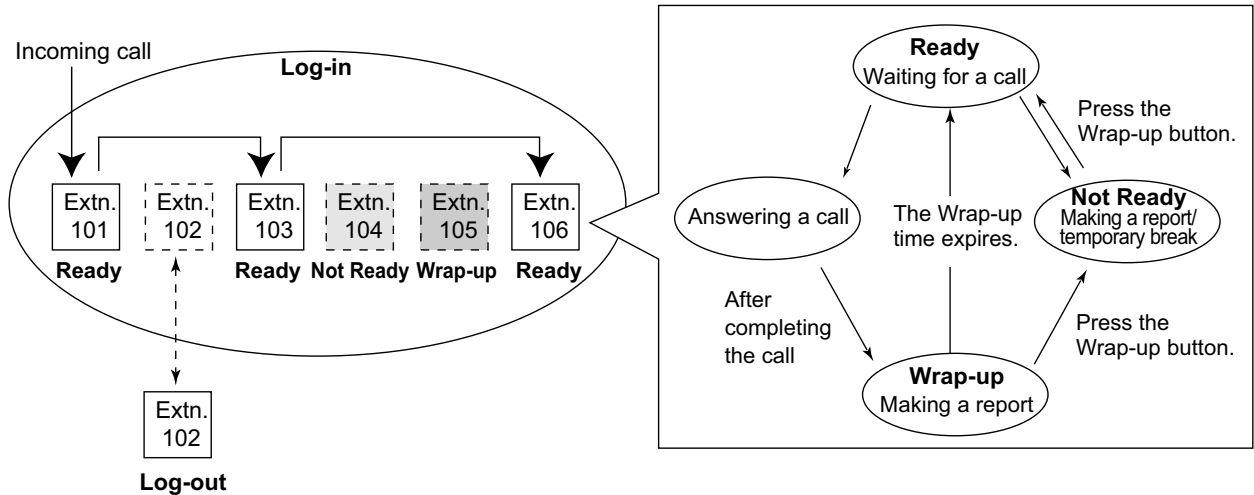 Incoming call
Log-in
Extn.
101
Extn.
102
Extn.
103
Extn.
104
Extn.
105
Extn.
106
Ready
Ready
Not Ready
Wrap-up
Ready
Extn.
102
Log-out
Ready
Waiting for a call
Press the
Wrap-up button.
Answering a call
The Wrap-up
time expires.
Not Ready
Making a report/
temporary break
After
completing
the call
Press the
Wrap-up button.
Wrap-up
Making a report